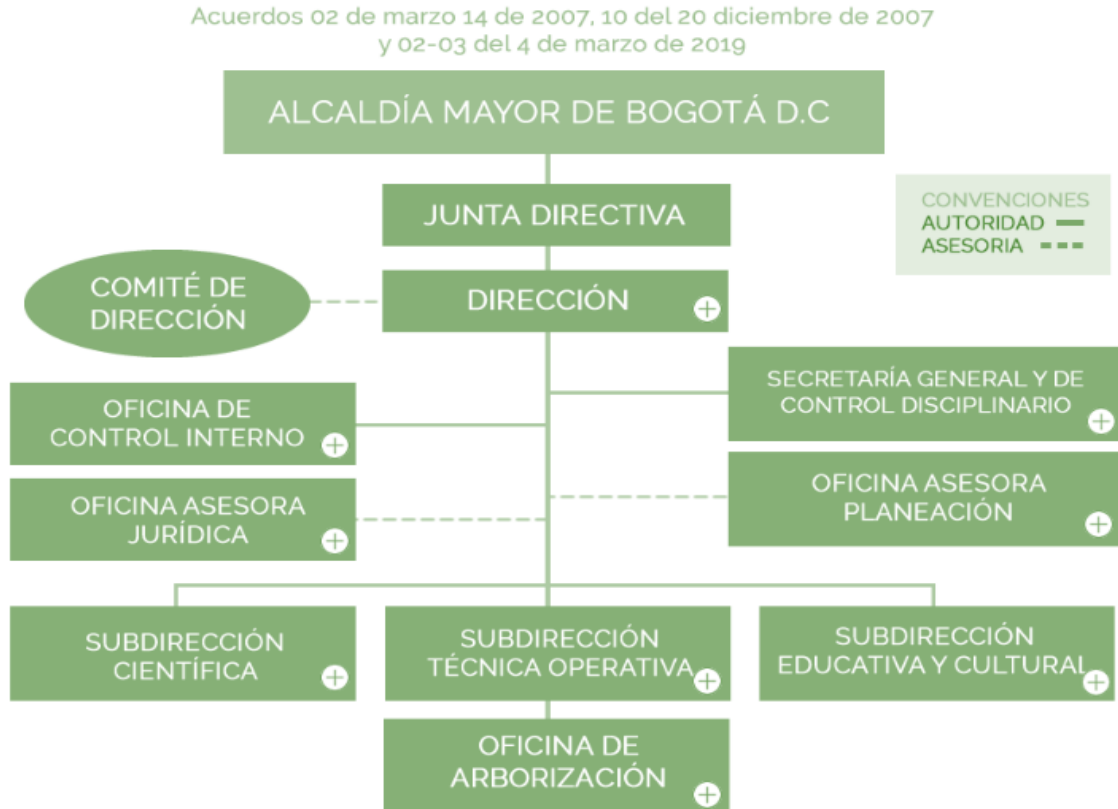 Acuerdos 02 de marzo 14 de 2007, 10 del 20 diciembre de 2007
y 02-03 del 4 de marzo de 2019
ALCALDÍA MAYOR DE BOGOTÁ D.C
JUNTA DIRECTIVA
CONVENCIONES
AUTORIDAD
ASESORIA
COMITÉ DE
DIRECCIÓN
DIRECCIÓN
OFICINA DE
CONTROL INTERNO
SECRETARÍA GENERAL Y DE
CONTROL DISCIPLINARIO
OFICINA ASESORA
JURÍDICA
OFICINA ASESORA
PLANEACIÓN
SUBDIRECCIÓN
CIENTÍFICA
SUBDIRECCIÓN
TÉCNICA OPERATIVA
SUBDIRECCIÓN
EDUCATIVA Y CULTURAL
OFICINA DE
ARBORIZACIÓN